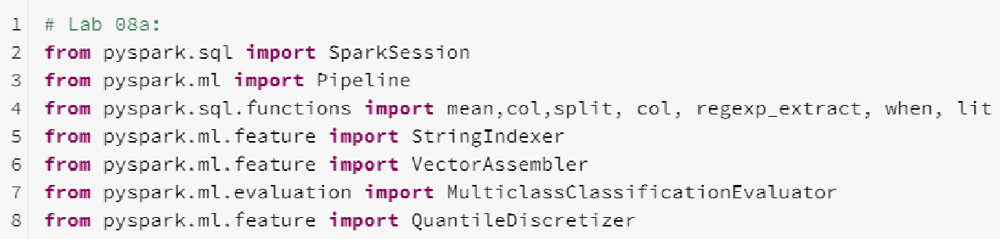 1 # Lab 08a:
2 from pyspark.sql import SparkSession
3 from pyspark.ml import Pipeline
4 from pyspark.sql.functions import mean,col,split, col, regexp_extract, when, lit
5 from pyspark.ml.feature import StringIndexer
6 from pyspark.ml.feature import VectorAssembler
7 from pyspark.ml.evaluation import MulticlassClassificationEvaluator
8 from pyspark.ml.feature import QuantileDiscretizer